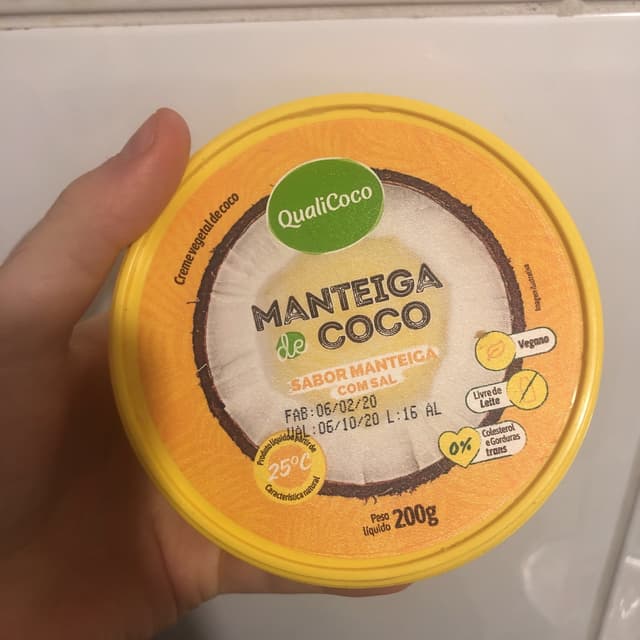 QualiCoco
Creme vegetal de coco
MANTEIGA
de COCO
SABOR MANTEIGA
COM SAL
FAB:06/02/20
VAL:06/10/20 L:16 AL
Vegano
Livre de
Leite
0%
Colesterol
e Gorduras
trans
Produto líquido a partir de
25°C
Característica natural
Peso
líquido 200g